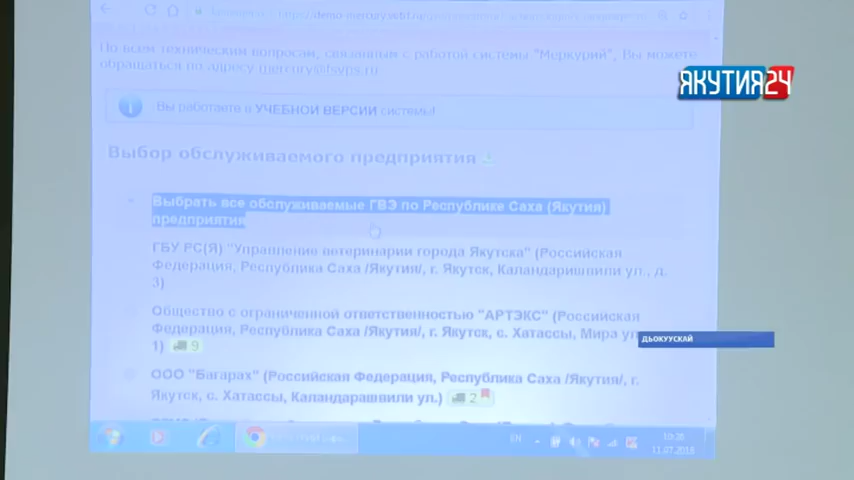 По всем техническим вопросам, связанным с работой системы "Меркурий", Вы можете
обращаться по адресу mercury@fsvps.ru
ЯКУТИЯ24
Вы работаете в УЧЕБНОЙ ВЕРСИИ системы!
Выбор обслуживаемого предприятия
Выбрать все обслуживаемые ГВЭ по Республике Саха (Якутия)
предприятия
ГБУ РС(Я) "Управление ветеринарии города Якутска" (Российская
Федерация, Республика Саха /Якутия/, г. Якутск, Каландаришвили ул., д.
3)
Общество с ограниченной ответственностью "АРТЭКС" (Российская
Федерация, Республика Саха /Якутия/, г. Якутск, с. Хатассы, Мира ул
1) 9
ДЬОКУУСКАЙ
ООО "Багарах" (Российская Федерация, Республика Саха /Якутия/, г.
Якутск, с. Хатассы, Каландарашвили ул.) 2
EN
10:28
11.07.2018